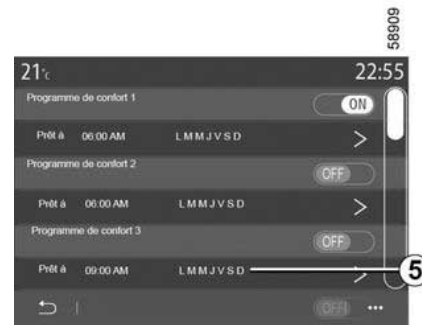 58909
21°c 22:55
Programme de confort 1 ON
Prêt à 06:00 AM L M M J V S D >
Programme de confort 2 OFF
Prêt à 06:00 AM L M M J V S D >
Programme de confort 3 OFF
Prêt à 09:00 AM L M M J V S D > 5
OFF ...